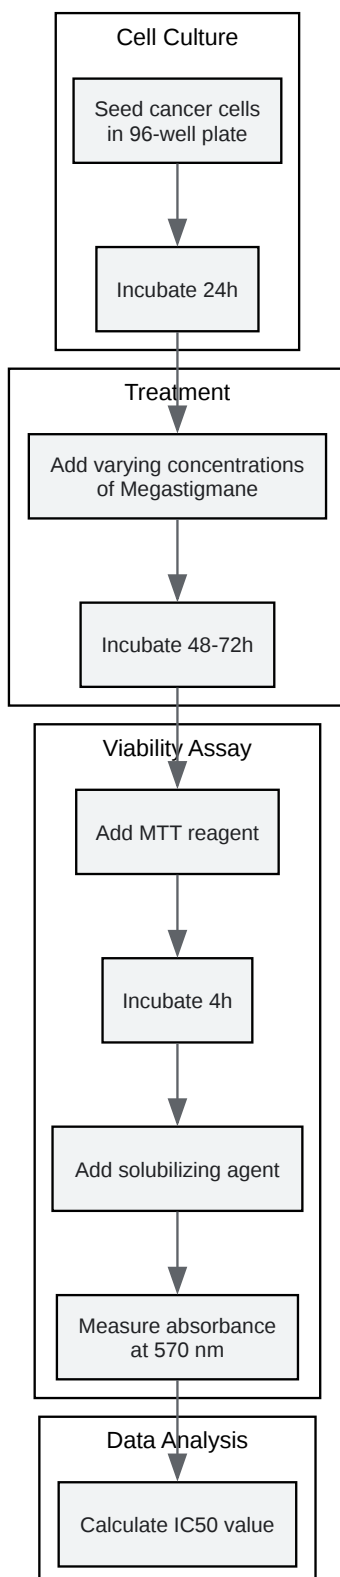 Cell Culture
Seed cancer cells
in 96-well plate
Incubate 24h
Treatment
Add varying concentrations
of Megastigmane
Incubate 48-72h
Viability Assay
Add MTT reagent
Incubate 4h
Add solubilizing agent
Measure absorbance
at 570 nm
Data Analysis
Calculate IC50 value